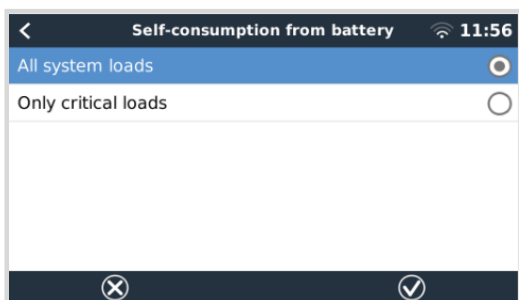 Self-consumption from battery 11:56
All system loads
Only critical loads